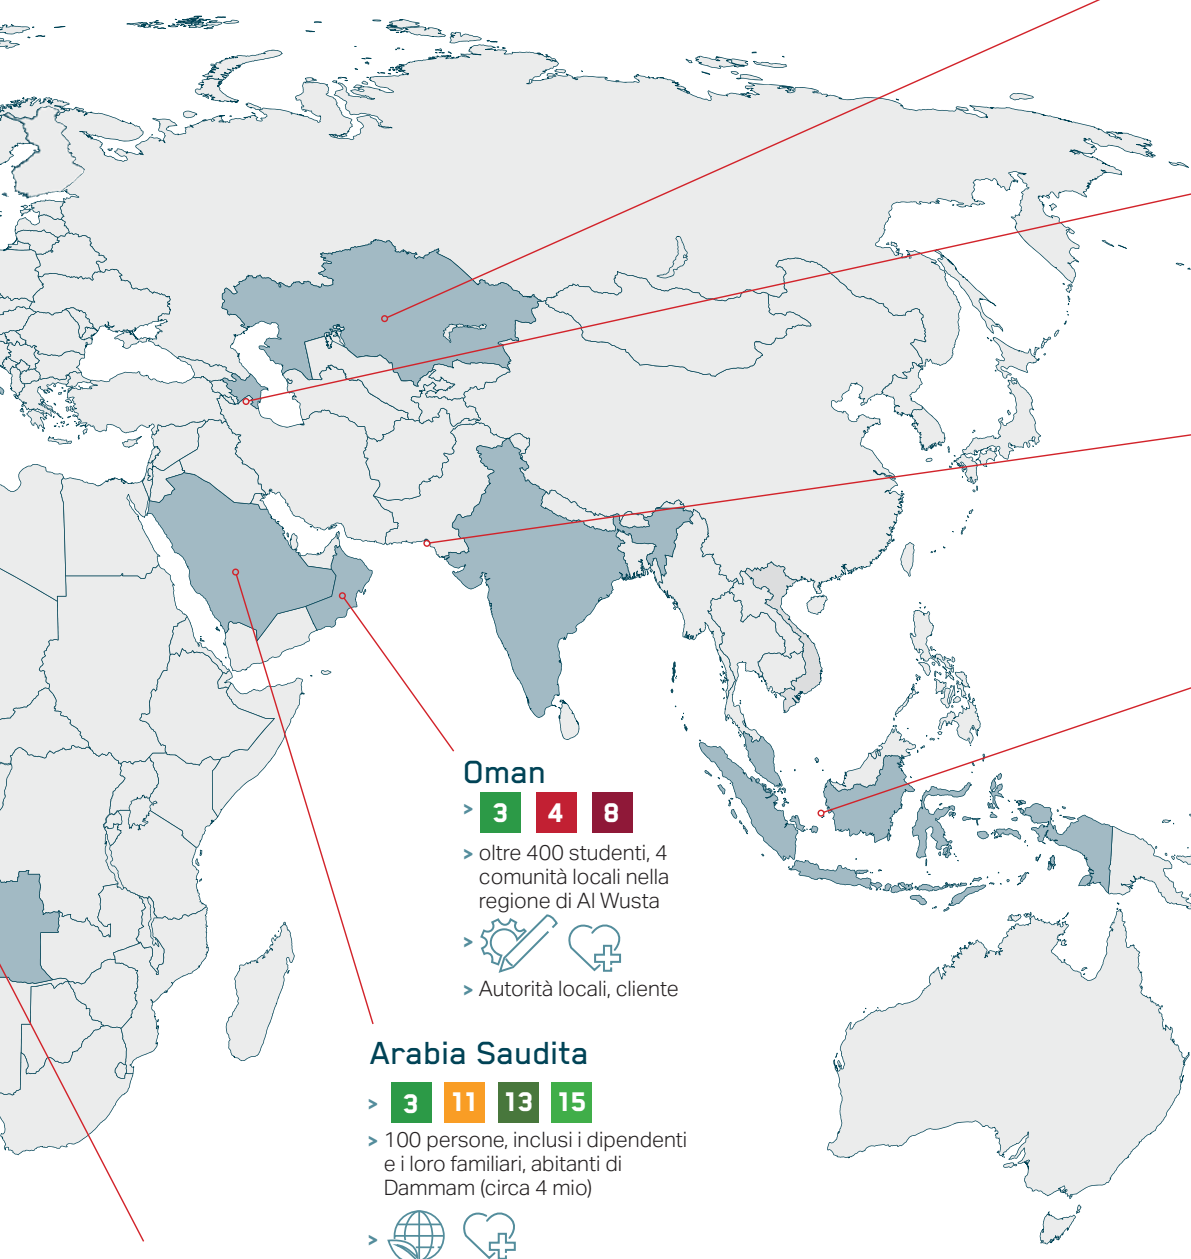 Oman
> 3 4 8
> oltre 400 studenti, 4
comunità locali nella
regione di Al Wusta
>
> Autorità locali, cliente
Arabia Saudita
> 3 11 13 15
> 100 persone, inclusi i dipendenti
e i loro familiari, abitanti di
Dammam (circa 4 mio)
>